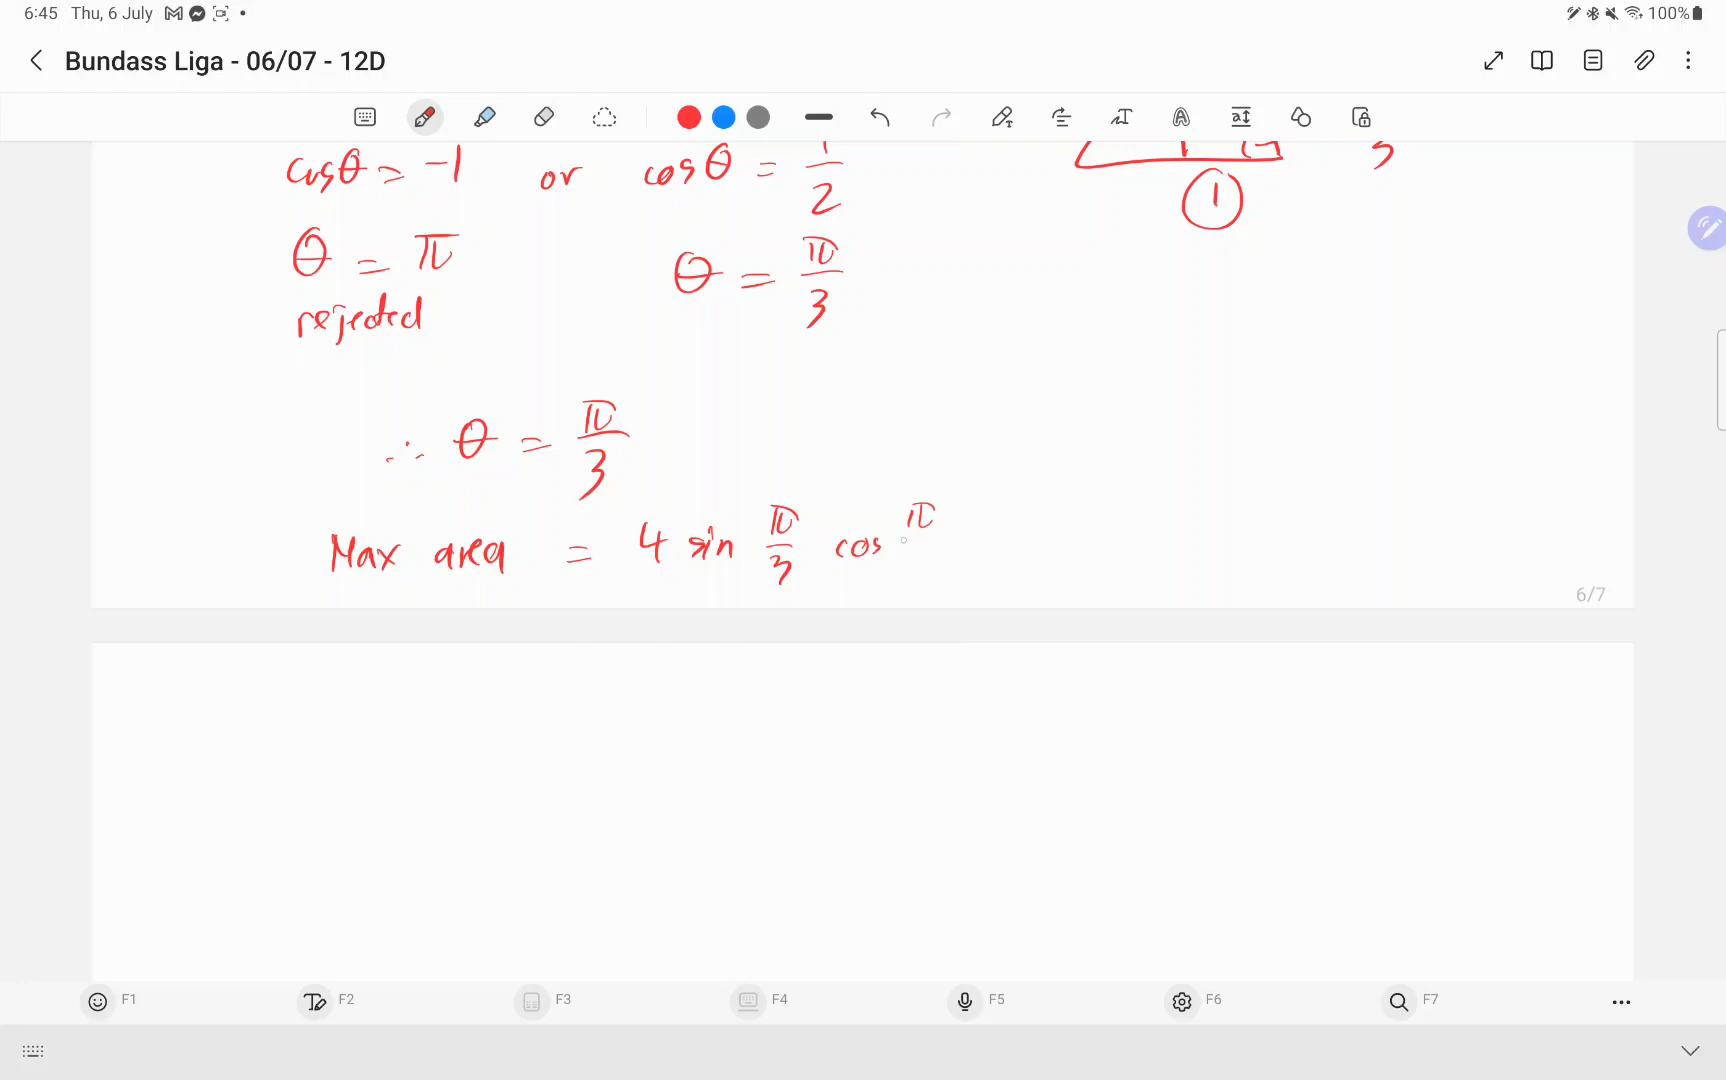 6:45 Thu, 6 July 100%
Bundass Liga - 06/07 - 12D
cosθ = -1 or cosθ = 1/2
1
θ = π θ = π/3
rejected
∴ θ = π/3
Max area = 4 sin π/3 cos π
6/7
F1 F2 F3 F4 F5 F6 F7